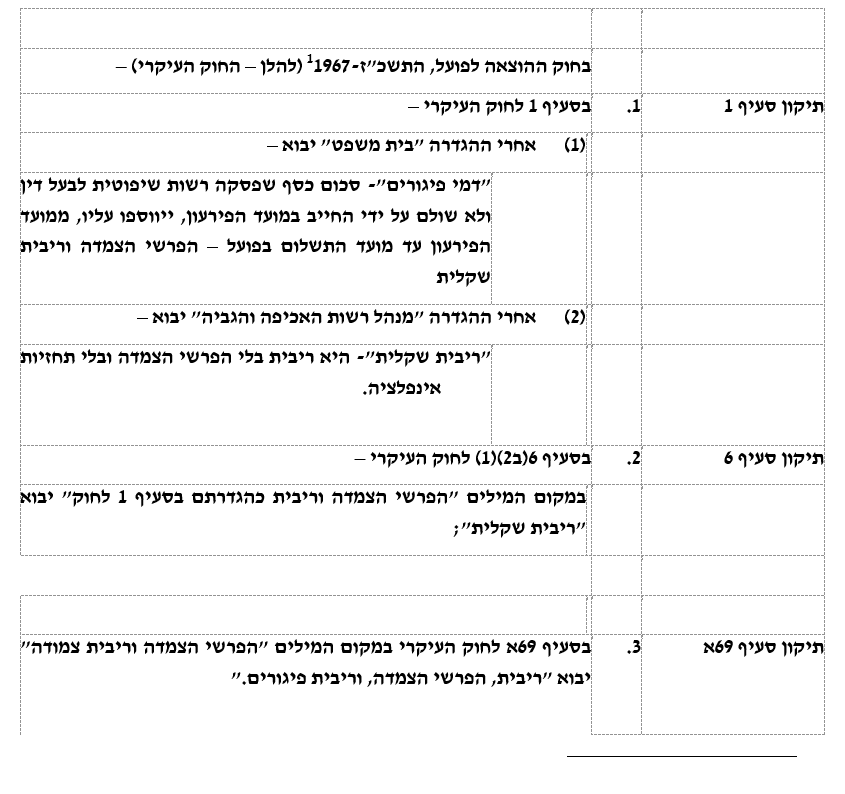 בחוק ההוצאה לפועל, התשכ"ז-1967¹ (להלן – החוק העיקרי) –
תיקון סעיף 1 1. בסעיף 1 לחוק העיקרי –
(1) אחרי ההגדרה "בית משפט" יבוא –
"דמי פיגורים"- סכום כסף שפסקה רשות שיפוטית לבעל דין
ולא שולם על ידי החייב במועד הפירעון, ייווספו עליו, ממועד
הפירעון עד מועד התשלום בפועל – הפרשי הצמדה וריבית
שקלית
(2) אחרי ההגדרה "מנהל רשות האכיפה והגביה" יבוא –
"ריבית שקלית"- היא ריבית בלי הפרשי הצמדה ובלי תחזיות
אינפלציה.
תיקון סעיף 6 2. בסעיף 6(ב2)(1) לחוק העיקרי –
במקום המילים "הפרשי הצמדה וריבית כהגדרתם בסעיף 1 לחוק" יבוא
"ריבית שקלית";
תיקון סעיף 69א 3. בסעיף 69א לחוק העיקרי במקום המילים "הפרשי הצמדה וריבית צמודה"
יבוא "ריבית, הפרשי הצמדה, וריבית פיגורים."